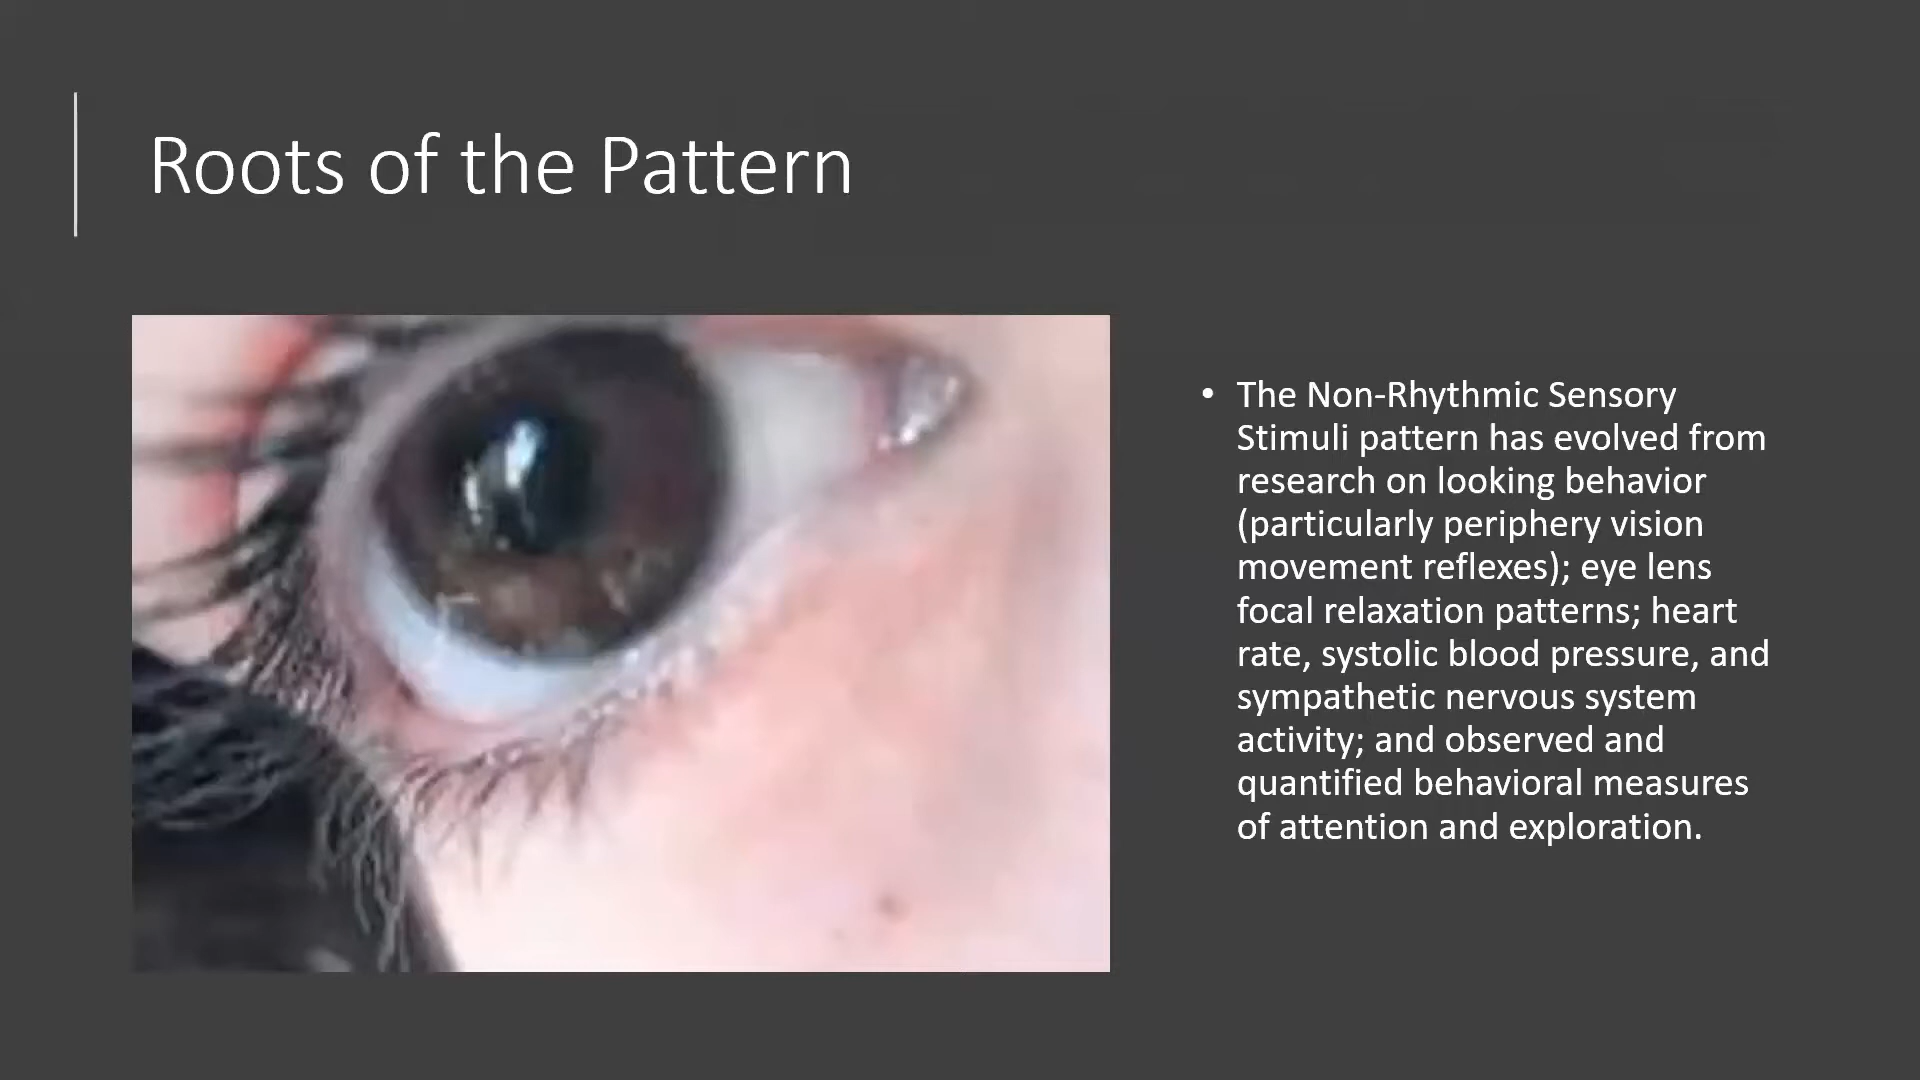 Roots of the Pattern
• The Non-Rhythmic Sensory
Stimuli pattern has evolved from
research on looking behavior
(particularly periphery vision
movement reflexes); eye lens
focal relaxation patterns; heart
rate, systolic blood pressure, and
sympathetic nervous system
activity; and observed and
quantified behavioral measures
of attention and exploration.